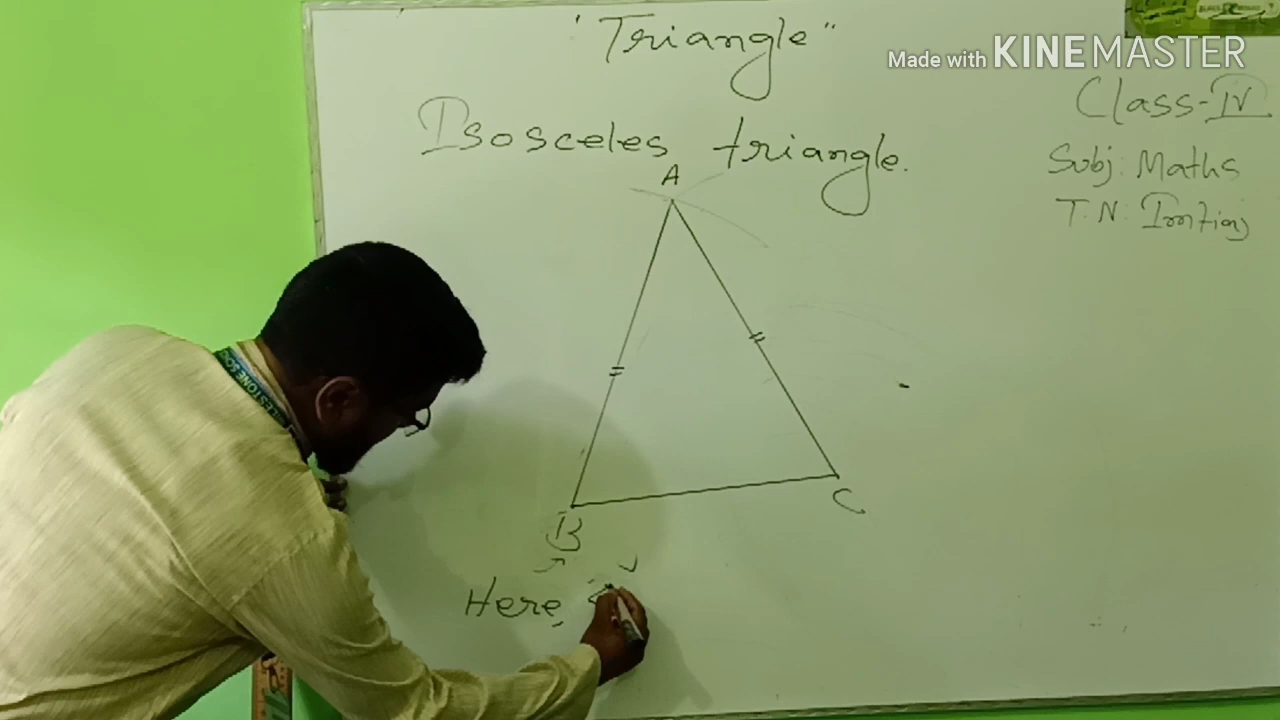 "Triangle"
Made with KINEMASTER
Class-IV
Isosceles triangle.
Subj: Maths
T.N:
A
B
C
Here,